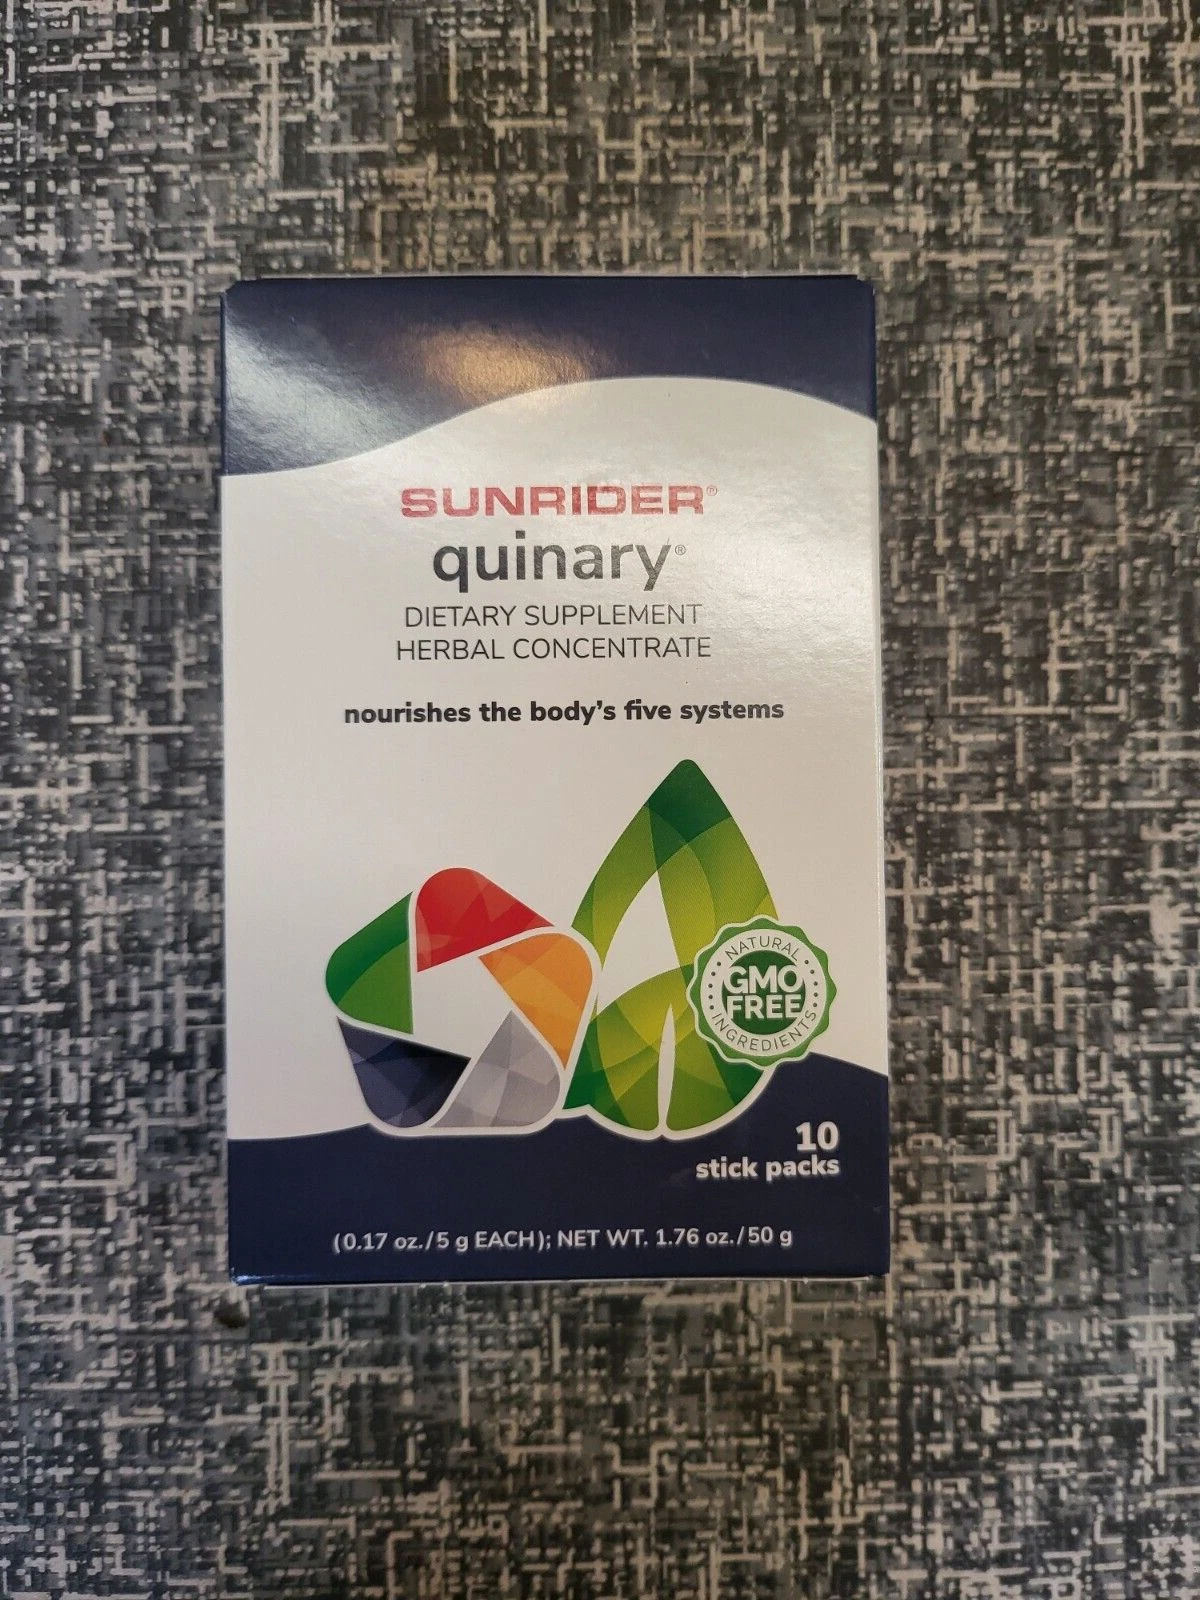 SUNRIDER®
quinary®
DIETARY SUPPLEMENT
HERBAL CONCENTRATE
nourishes the body's five systems
NATURAL
GMO
FREE
INGREDIENTS
10
stick packs
(0.17 oz./5 g EACH); NET WT. 1.76 oz./50 g